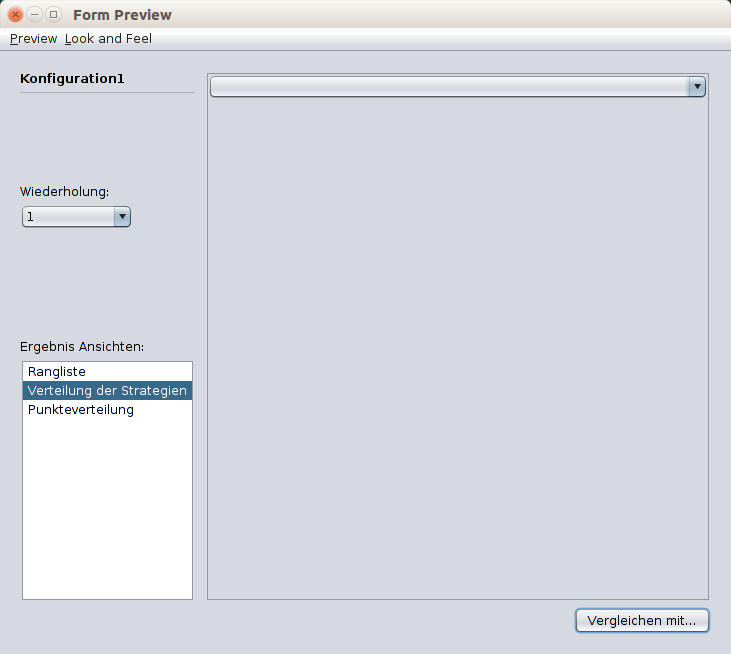 Form Preview
Preview Look and Feel
Konfiguration1
Wiederholung:
1
Ergebnis Ansichten:
Rangliste
Verteilung der Strategien
Punkteverteilung
Vergleichen mit...